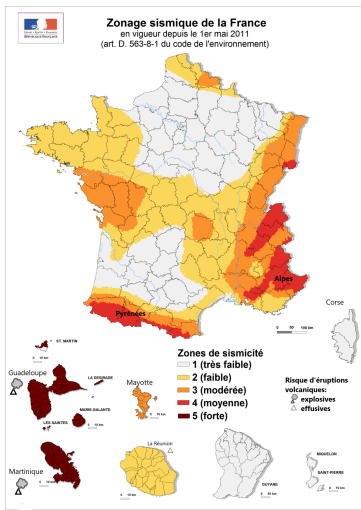 Zonage sismique de la France
en vigueur depuis le 1er mai 2011
(art. D. 563-8-1 du code de l'environnement)
Alpes
Pyrénées
Corse
0 50 100 km
ST. MARTIN
Guadeloupe
LA DESIRADE
MARIE-GALANTE
LES SAINTES
Martinique
Mayotte
Zones de sismicité
1 (très faible)
2 (faible)
3 (modérée)
4 (moyenne)
5 (forte)
Risque d'éruptions
volcaniques:
explosives
effusives
La Réunion
GUYANE
MIQUELON
SAINT-PIERRE